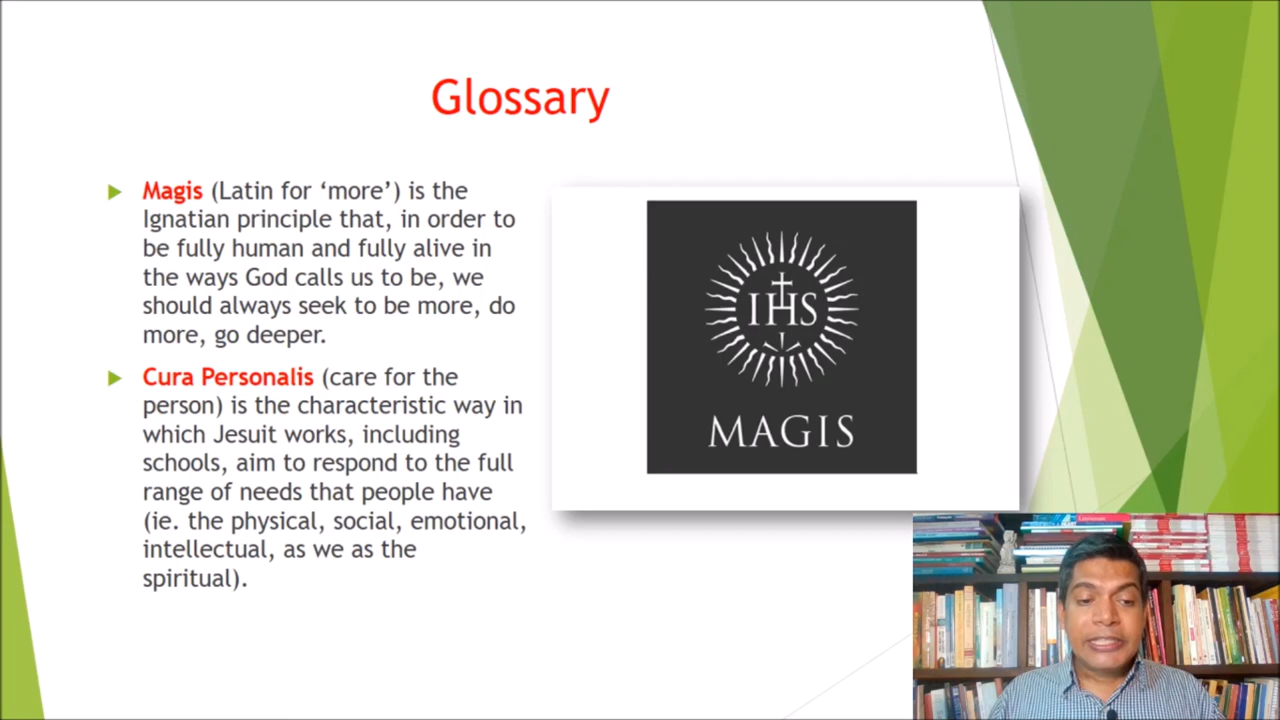 Glossary
Magis (Latin for ‘more’) is the
Ignatian principle that, in order to
be fully human and fully alive in
the ways God calls us to be, we
should always seek to be more, do
more, go deeper.
Cura Personalis (care for the
person) is the characteristic way in
which Jesuit works, including
schools, aim to respond to the full
range of needs that people have
(ie. the physical, social, emotional,
intellectual, as we as the
spiritual).
IHS
MAGIS